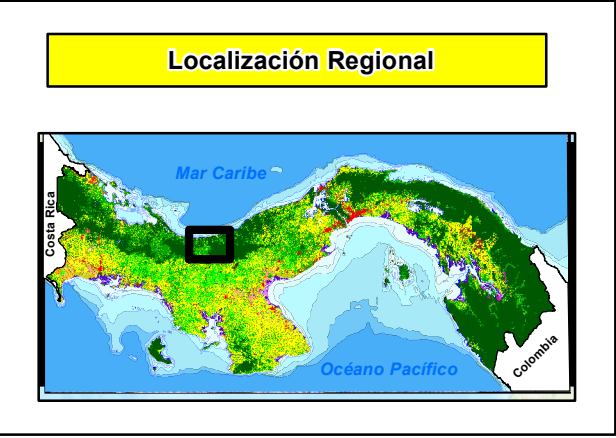 Localización Regional
Mar Caribe
Costa Rica
Océano Pacífico
Colombia